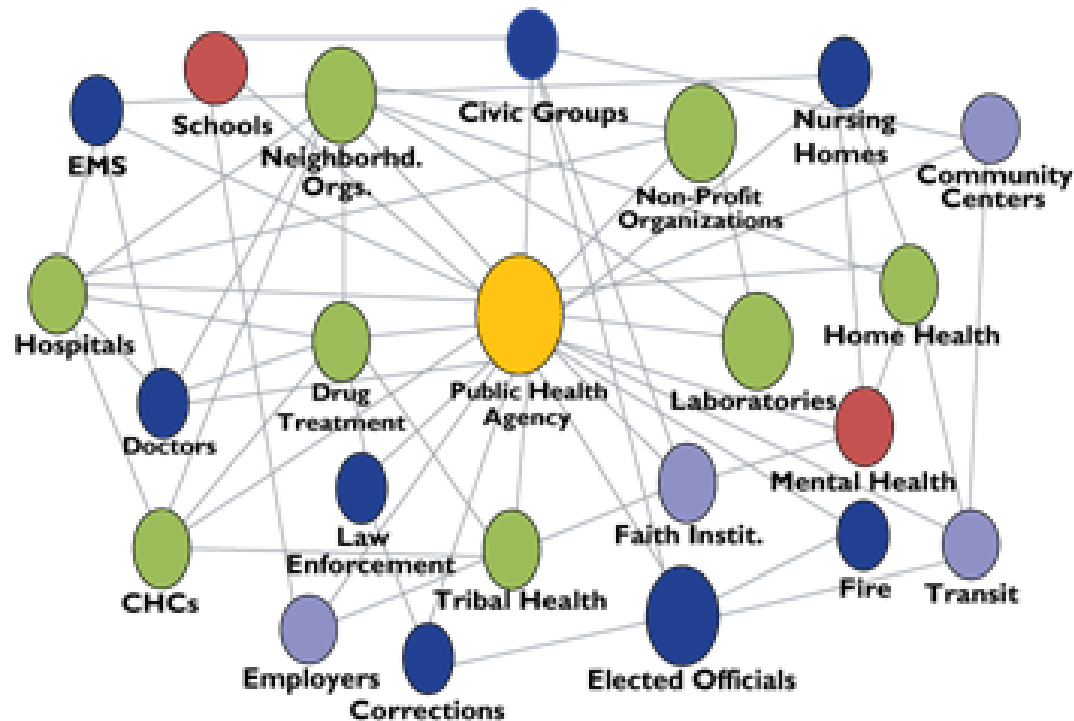 Schools
EMS
Neighborhd.
Orgs.
Civic Groups
Nursing
Homes
Non-Profit
Organizations
Community
Centers
Hospitals
Home Health
Drug
Treatment
Public Health
Agency
Laboratories
Doctors
Mental Health
Law
Enforcement
Faith Instit.
CHCs
Tribal Health
Fire
Transit
Employers
Elected Officials
Corrections